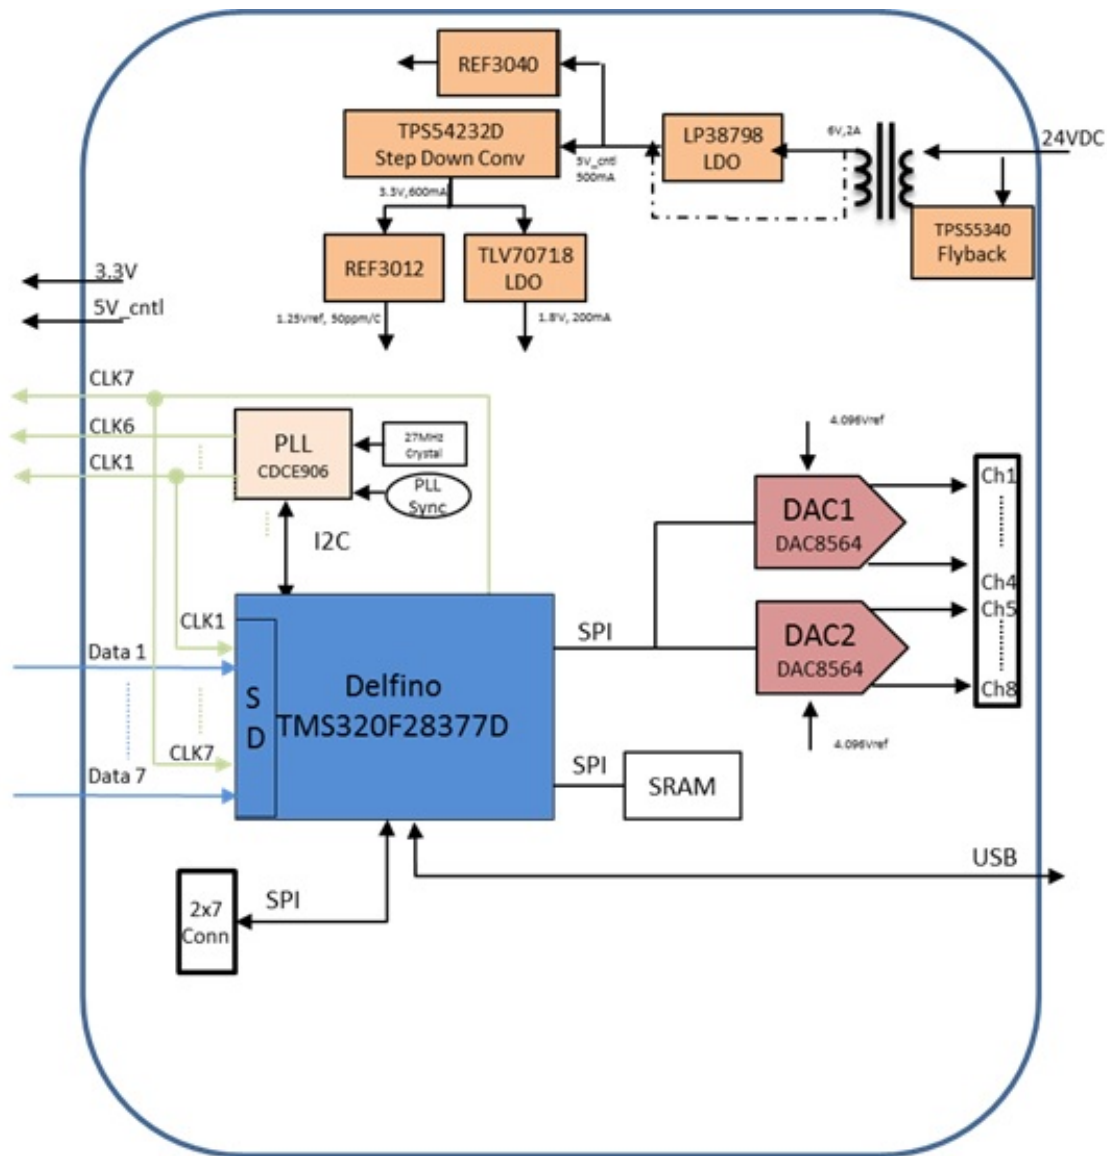 REF3040
TPS54232D
Step Down Conv
LP38798
LDO
6V,2A
24VDC
5V_cntl
500mA
3.3V,600mA
TPS55340
Flyback
REF3012
TLV70718
LDO
3.3V
5V_cntl
1.25Vref, 50ppm/C
1.8V, 200mA
CLK7
CLK6
CLK1
PLL
CDCE906
27MHz
Crystal
PLL
Sync
I2C
4.096Vref
DAC1
DAC8564
Ch1
Ch4
Ch5
Ch8
CLK1
Data 1
SPI
DAC2
DAC8564
S
D
Delfino
TMS320F28377D
CLK7
Data 7
4.096Vref
SPI
SRAM
USB
SPI
2x7
Conn